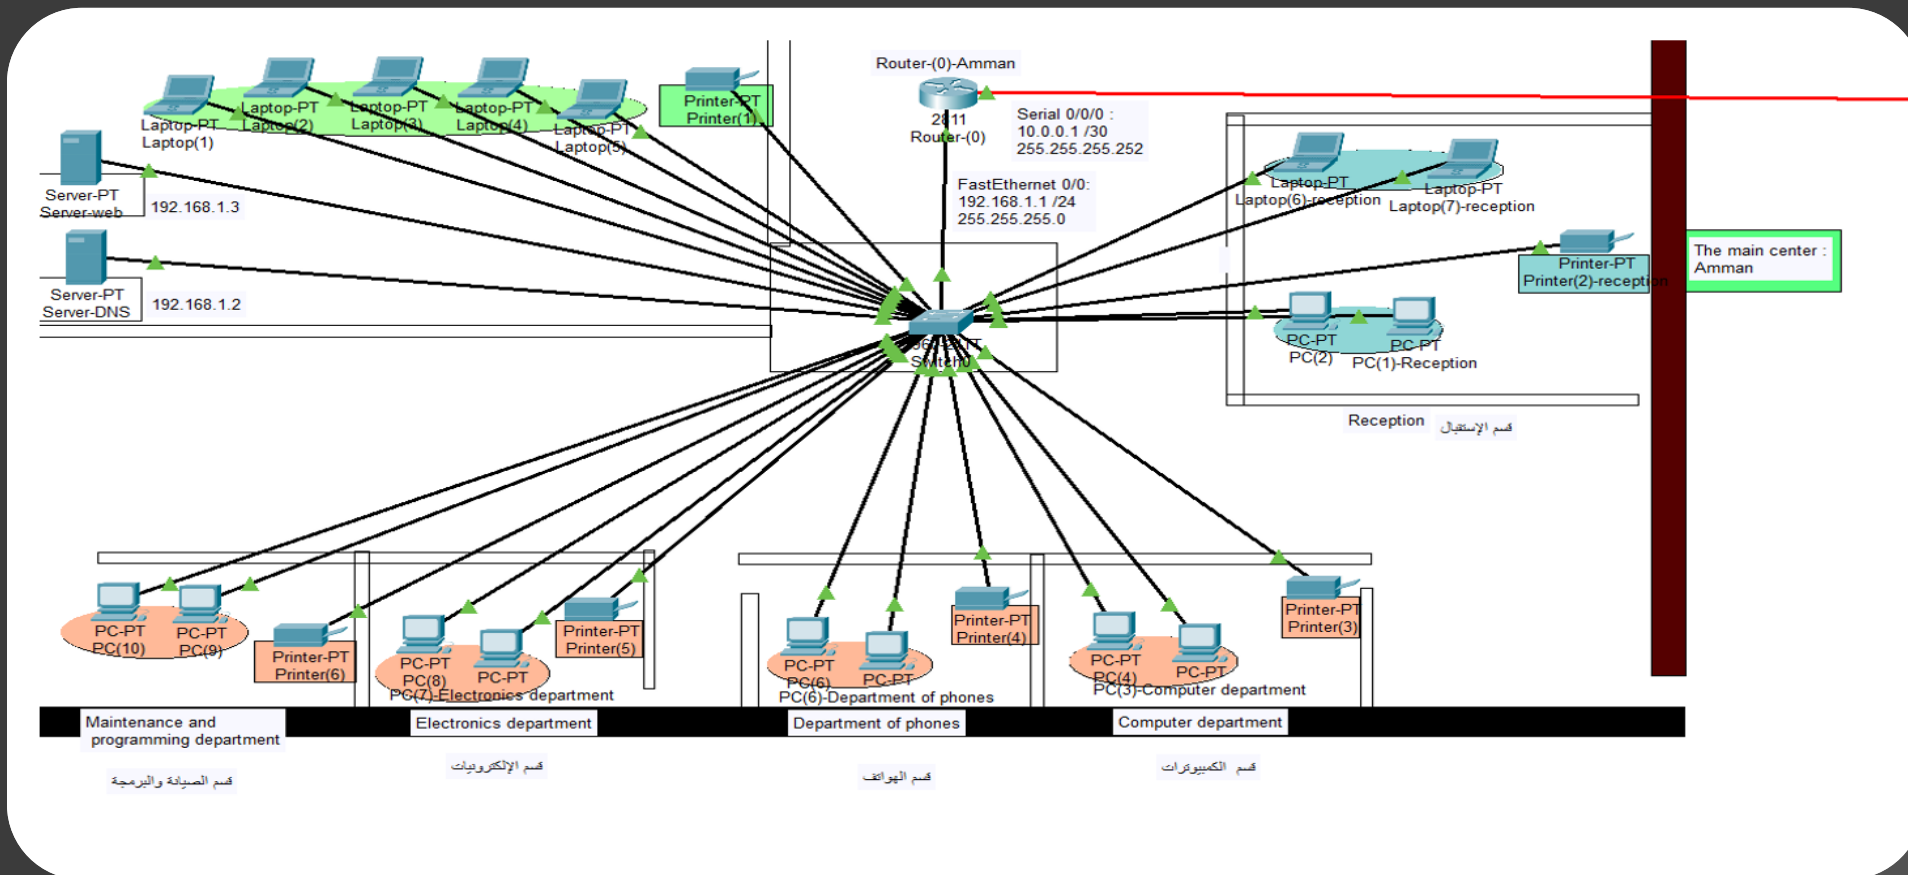 Router-(0)-Amman
2811
Router-(0)
Serial 0/0/0 :
10.0.0.1 /30
255.255.255.252
FastEthernet 0/0:
192.168.1.1 /24
255.255.255.0
Laptop-PT
Laptop(1)
Laptop-PT
Laptop(2)
Laptop-PT
Laptop(3)
Laptop-PT
Laptop(4)
Laptop-PT
Laptop(5)
Printer-PT
Printer(1)
Server-PT
Server-web
192.168.1.3
Server-PT
Server-DNS
192.168.1.2
Switch0
Laptop-PT
Laptop(6)-reception
Laptop-PT
Laptop(7)-reception
Printer-PT
Printer(2)-reception
PC-PT
PC(2)
PC-PT
PC(1)-Reception
Reception
قسم الإستقبال
The main center :
Amman
PC-PT
PC(10)
PC-PT
PC(9)
Printer-PT
Printer(6)
PC-PT
PC(8)
PC-PT
PC(7)-Electronics department
Printer-PT
Printer(5)
PC-PT
PC(6)
PC-PT
PC(6)-Department of phones
Printer-PT
Printer(4)
PC-PT
PC(4)
PC-PT
PC(3)-Computer department
Printer-PT
Printer(3)
Maintenance and
programming department
قسم الصيانة والبرمجة
Electronics department
قسم الإلكترونيات
Department of phones
قسم الهواتف
Computer department
قسم الكمبيوترات